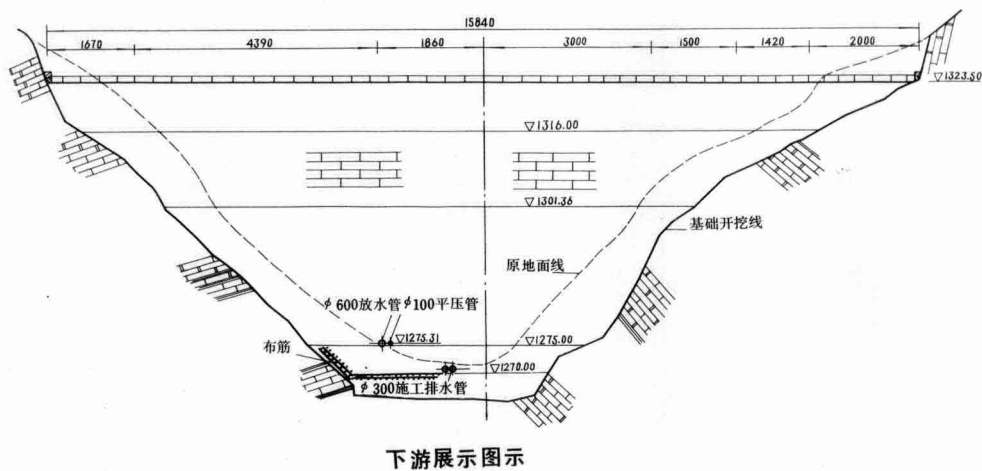 15840
1670 4390 1860 3000 1500 1420 2000
▽1323.50
▽1316.00
▽1301.36
基础开挖线
原地面线
φ600放水管 φ100平压管
▽1275.31 ▽1275.00
布筋
▽1270.00
φ300施工排水管
下游展示图示